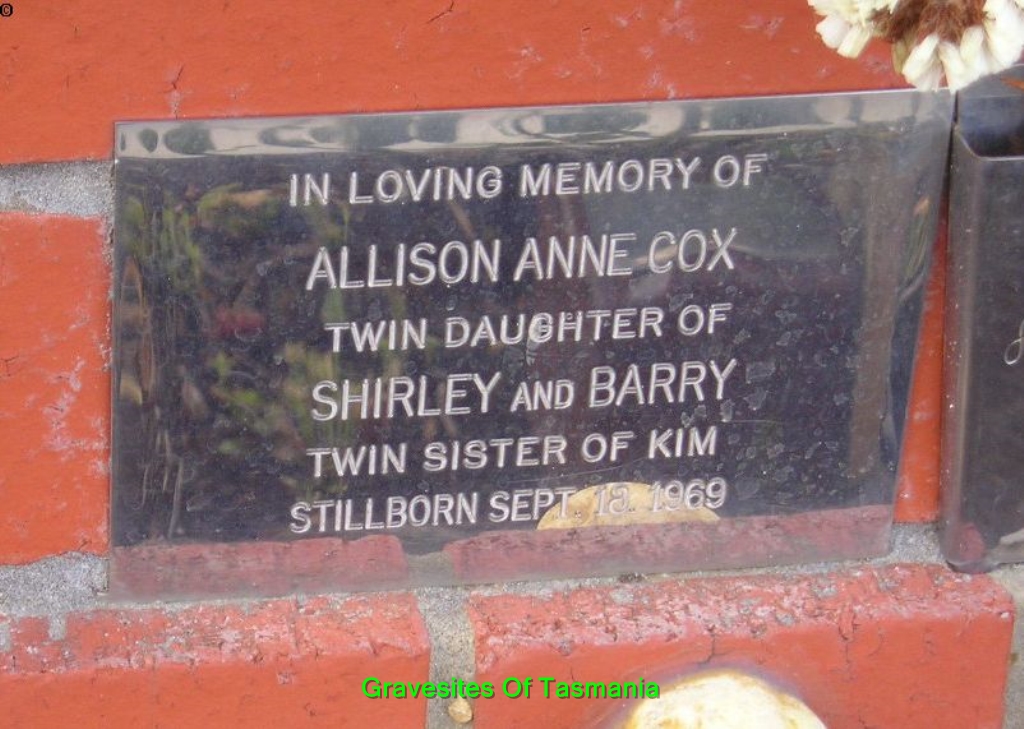 ©
IN LOVING MEMORY OF
ALLISON ANNE COX
TWIN DAUGHTER OF
SHIRLEY AND BARRY
TWIN SISTER OF KIM
STILLBORN SEPT. 1969
Gravesites Of Tasmania